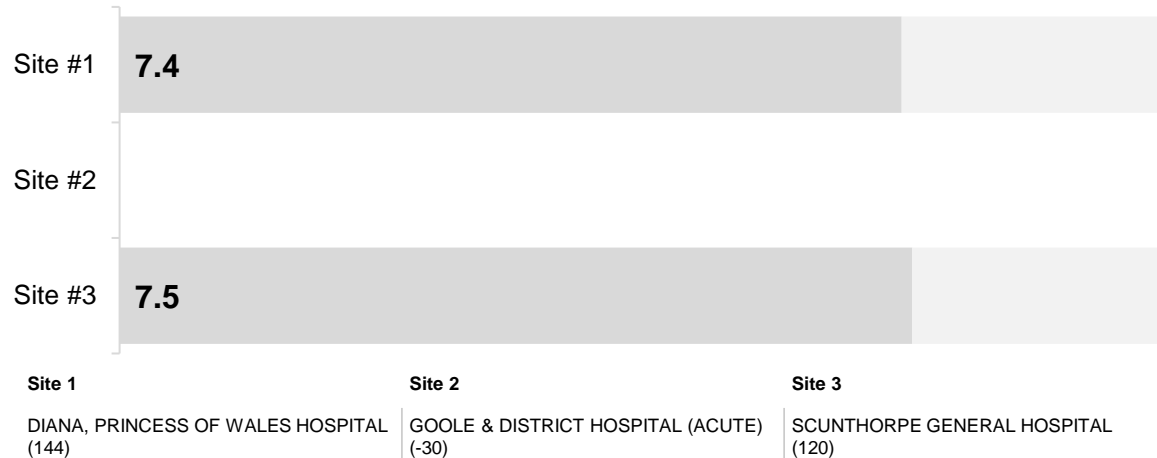 Site #1
7.4
Site #2
Site #3
7.5
Site 1
Site 2
Site 3
DIANA, PRINCESS OF WALES HOSPITAL
(144)
GOOLE & DISTRICT HOSPITAL (ACUTE)
(-30)
SCUNTHORPE GENERAL HOSPITAL
(120)